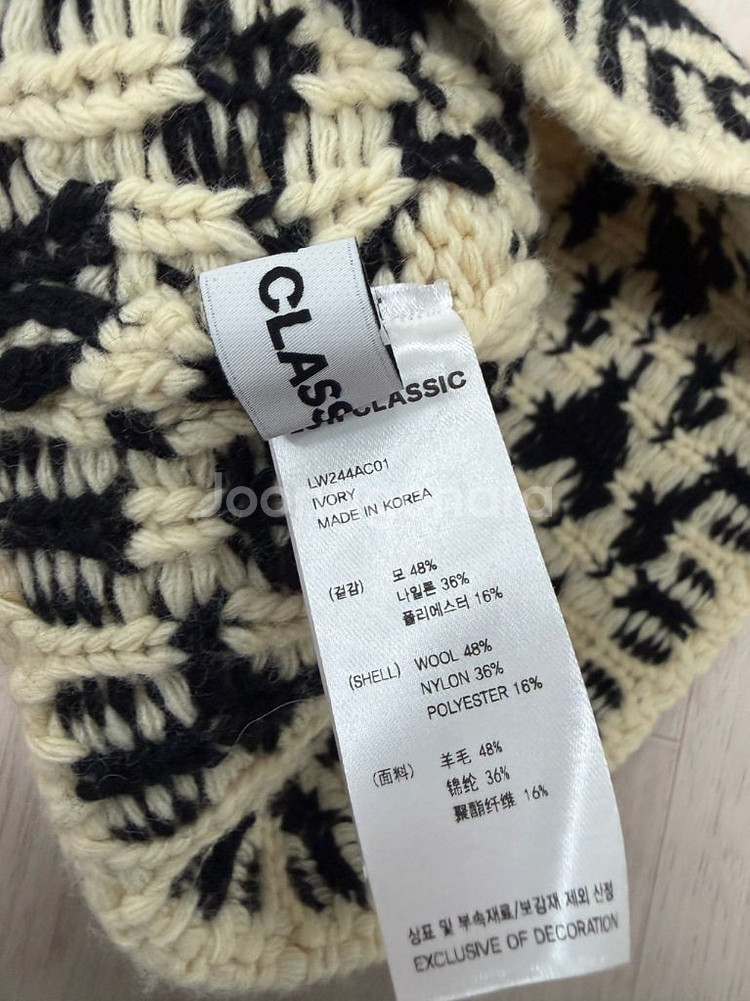 CLASS
CLASSIC
LW244AC01
IVORY
MADE IN KOREA
(겉감) 모 48%
나일론 36%
폴리에스터 16%
(SHELL) WOOL 48%
NYLON 36%
POLYESTER 16%
(面料) 羊毛 48%
锦纶 36%
聚酯纤维 16%
상표 및 부속재료/보강재 제외 신정
EXCLUSIVE OF DECORATION